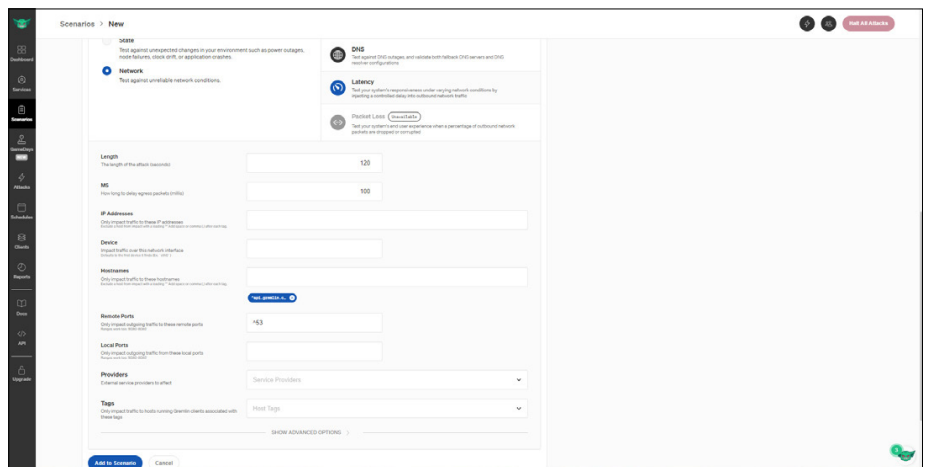 Scenarios > New
Halt All Attacks
Dashboard
Services
Scenarios
GameDays
NEW
Attacks
Schedules
Clients
Reports
Docs
API
Upgrade
State
Test against unexpected changes in your environment such as power outages,
node failures, clock drift, or application crashes.
Network
Test against unreliable network conditions.
DNS
Test against DNS outages, and validate both fallback DNS servers and DNS
resolver configurations
Latency
Test your system's responsiveness under varying network conditions by
injecting a controlled delay into outbound network traffic
Packet Loss Unavailable
Test your system's end user experience when a percentage of outbound network
packets are dropped or corrupted
Length
The length of the attack (seconds)
120
MS
How long to delay egress packets (millis)
100
IP Addresses
Only impact traffic to these IP addresses
Device
Impact traffic over this network interface
Hostnames
Only impact traffic to these hostnames
^api.gremlin.c…
Remote Ports
Only impact outgoing traffic to these remote ports
^53
Local Ports
Only impact outgoing traffic from these local ports
Providers
External service providers to affect
Service Providers
Tags
Only impact traffic to hosts running Gremlin clients associated with
these tags
Host Tags
SHOW ADVANCED OPTIONS >
Add to Scenario
Cancel